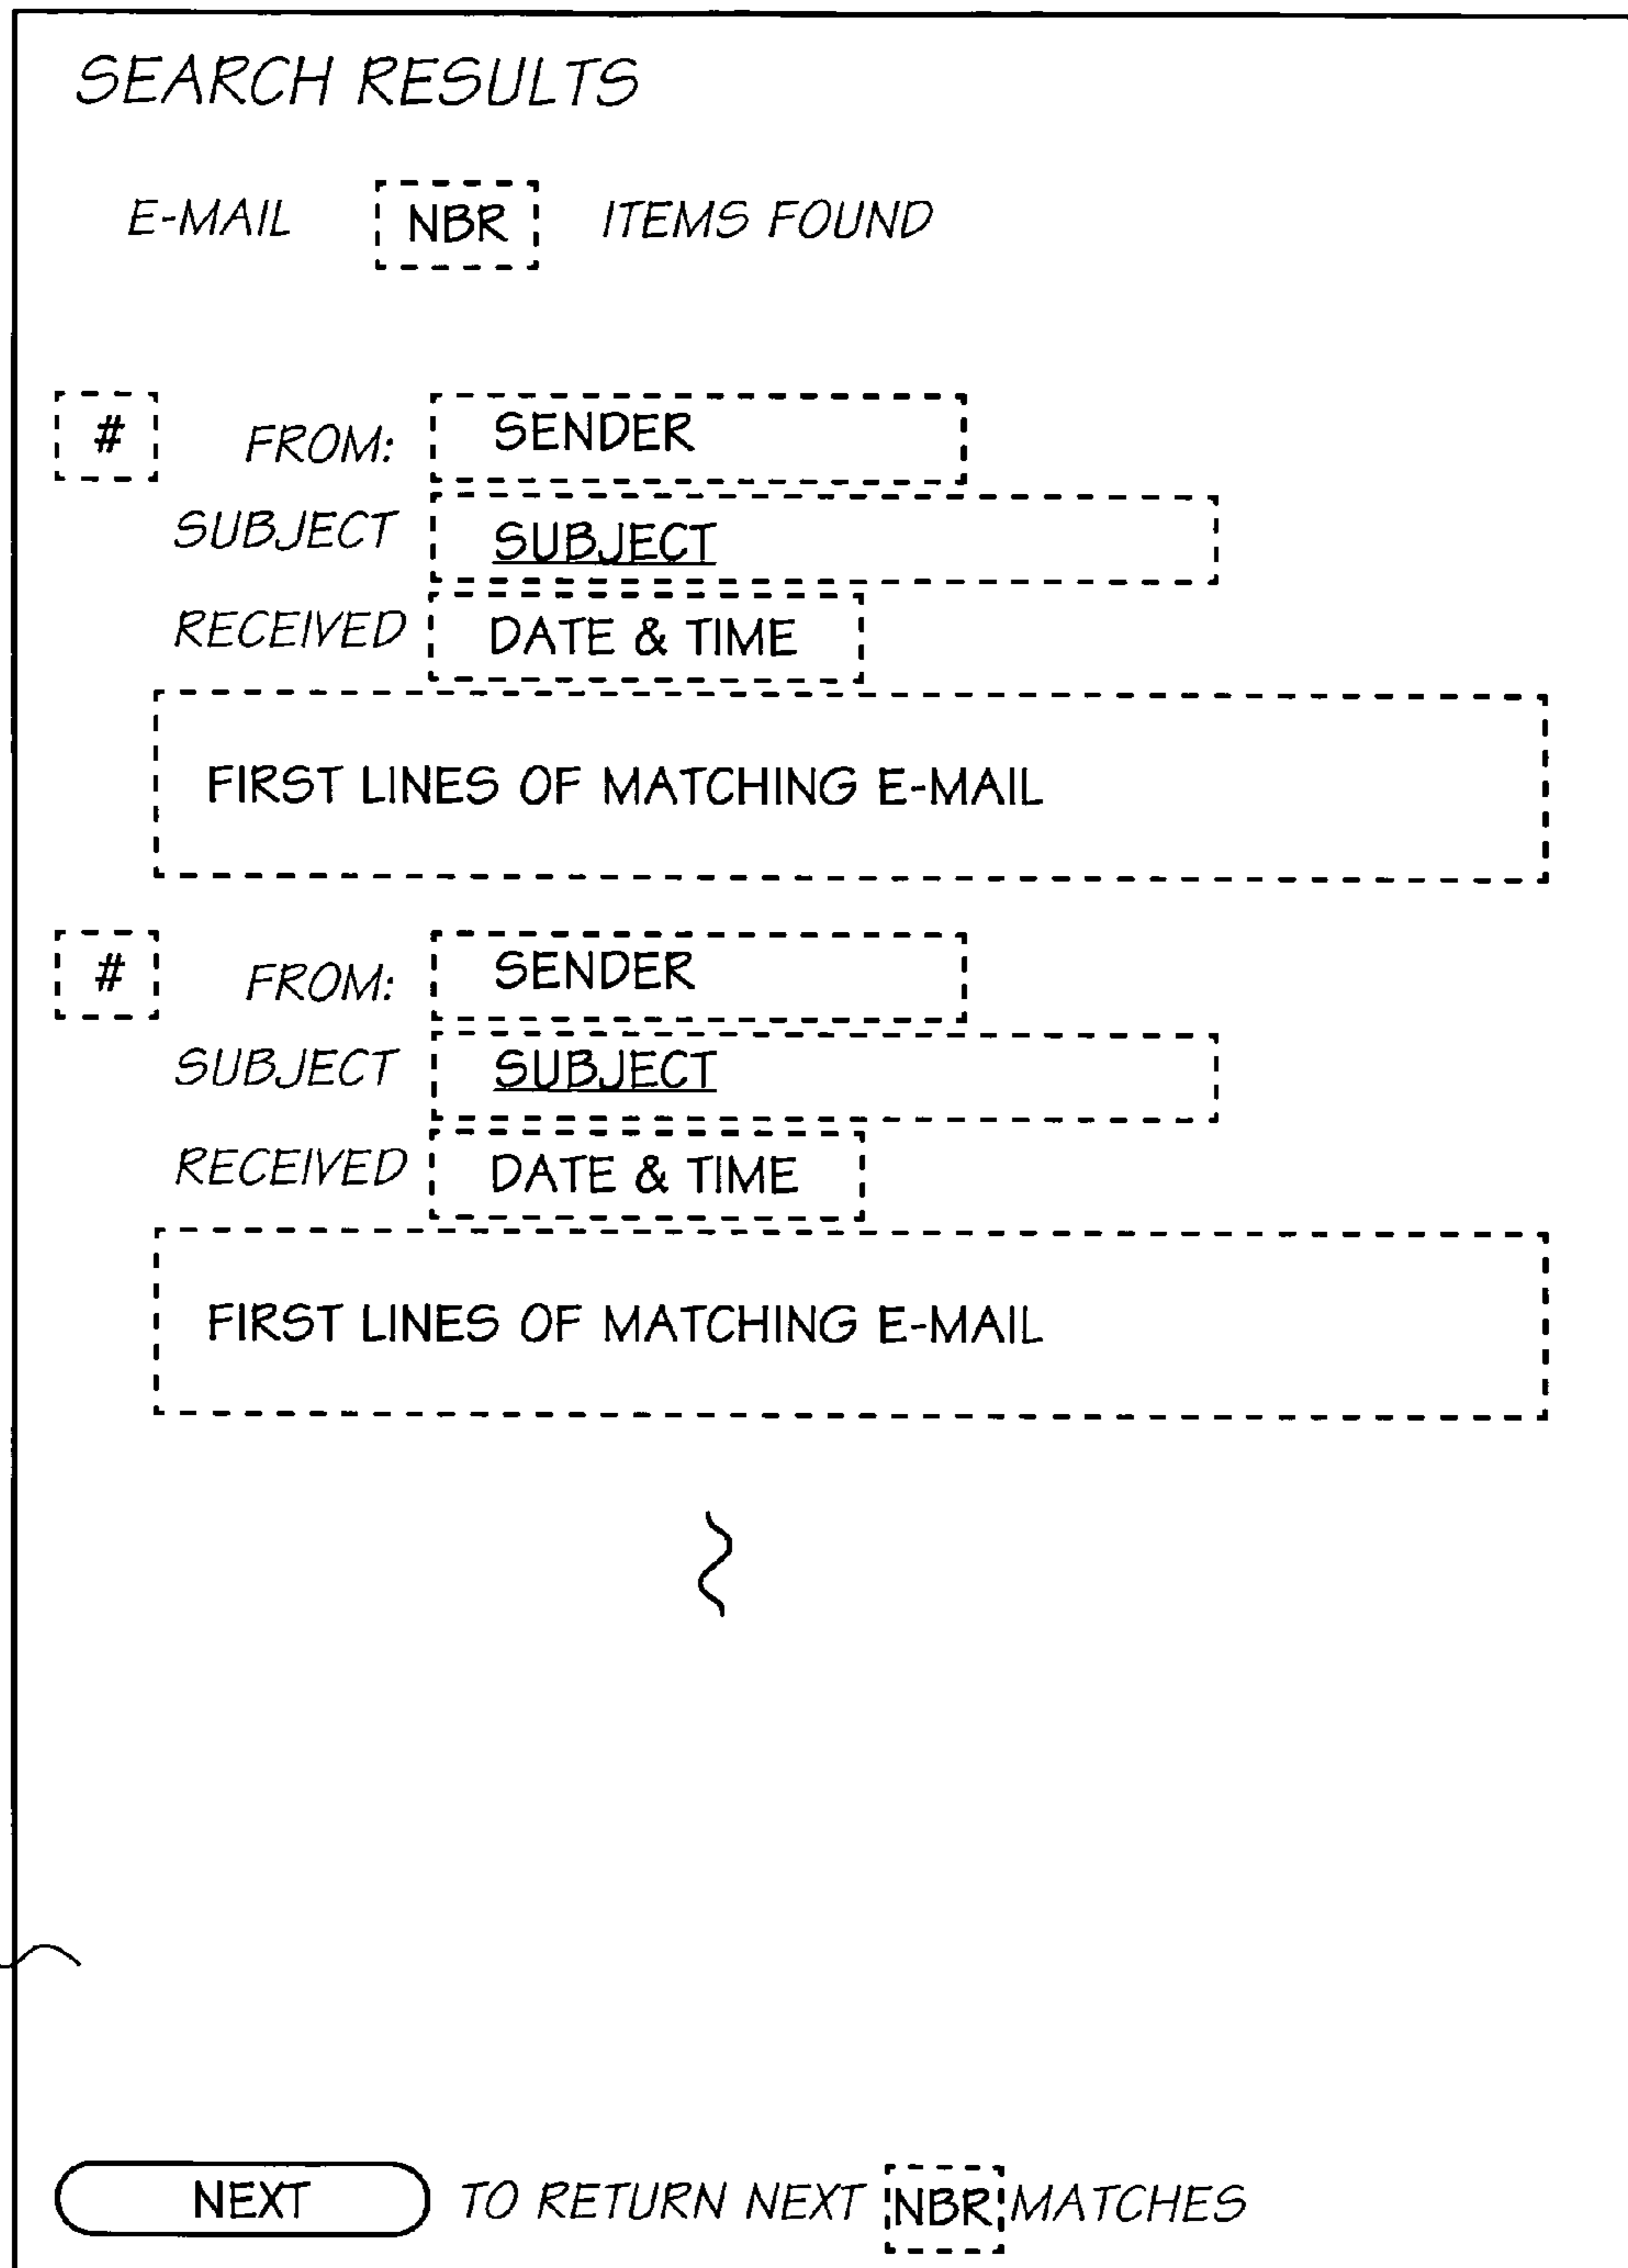 SEARCH RESULTS
E-MAIL NBR ITEMS FOUND
# FROM: SENDER
SUBJECT SUBJECT
RECEIVED DATE & TIME
FIRST LINES OF MATCHING E-MAIL
# FROM: SENDER
SUBJECT SUBJECT
RECEIVED DATE & TIME
FIRST LINES OF MATCHING E-MAIL
NEXT TO RETURN NEXT NBR MATCHES